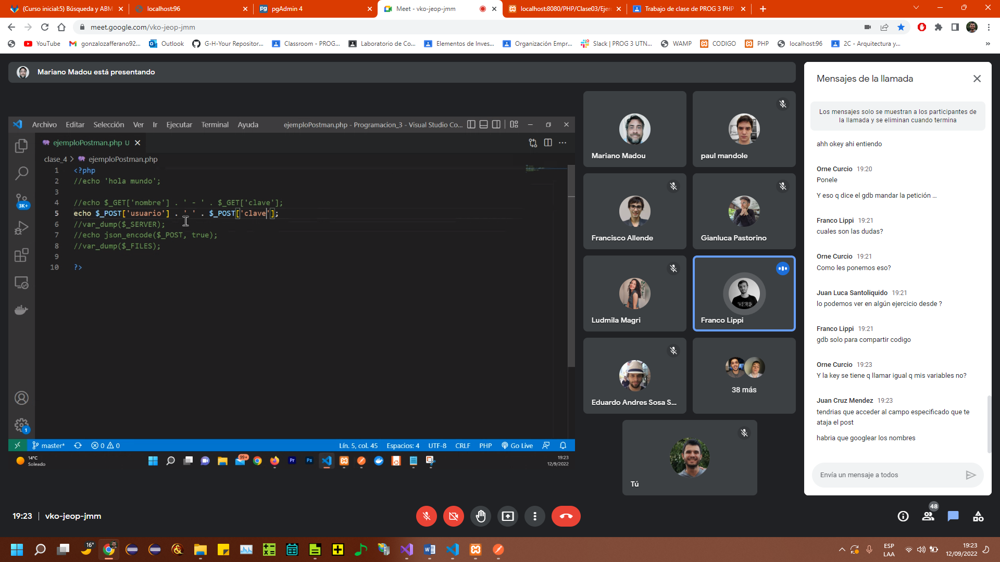 (Curso inicial:5) Búsqueda y ABM
localhost:96
pgAdmin 4
Meet - vko-jeop-jmm
localhost:8080/PHP/Clase03/Ejer
Trabajo de clase de PROG 3 PHP
meet.google.com/vko-jeop-jmm
YouTube
gonzalozafferano92...
Outlook
G-H-Your Repositor...
Classroom - PROG...
Laboratorio de Co...
Elementos de Inves...
Organización Empr...
Slack | PROG 3 UTN...
WAMP
CODIGO
PHP
localhost:96
2C - Arquitectura y...
»
Mariano Madou está presentando
Archivo Editar Selección Ver Ir Ejecutar Terminal Ayuda
ejemploPostman.php - Programacion_3 - Visual Studio Co...
ejemploPostman.php U
clase_4 > ejemploPostman.php
1 <?php
2 //echo 'hola mundo';
3
4 //echo $_GET['nombre'] . ' - ' . $_GET['clave'];
5 echo $_POST['usuario'] . ' ' . $_POST['clave'];
6 //var_dump($_SERVER);
7 //echo json_encode($_POST, true);
8 //var_dump($_FILES);
9
10 ?>
3K+
1
master*
0 0
Lín. 5, col. 45
Espacios: 4
UTF-8
CRLF
PHP
Go Live
14°C
Soleado
99+
Pr
Ps
19:23
12/9/2022
Mariano Madou
paul mandole
Francisco Allende
Gianluca Pastorino
Ludmila Magri
Franco Lippi
Eduardo Andres Sosa S...
38 más
Tú
Mensajes de la llamada
Los mensajes solo se muestran a los participantes de
la llamada y se eliminan cuando termina
ahh okey ahi entiendo
Orne Curcio 19:20
Ponele
Y eso q dice el gdb mandar la petición ...
Franco Lippi 19:21
cuales son las dudas?
Orne Curcio 19:21
Como les ponemos eso?
Juan Luca Santoliquido 19:21
lo podemos ver en algún ejercicio desde ?
Franco Lippi 19:21
gdb solo para compartir codigo
Orne Curcio 19:23
Y la key se tiene q llamar igual q mis variables no?
Juan Cruz Mendez 19:23
tendrias que acceder al campo especificado que te
ataja el post
habria que googlear los nombres
Envía un mensaje a todos
19:23 | vko-jeop-jmm
48
16°
ESP
LAA
19:23
12/09/2022